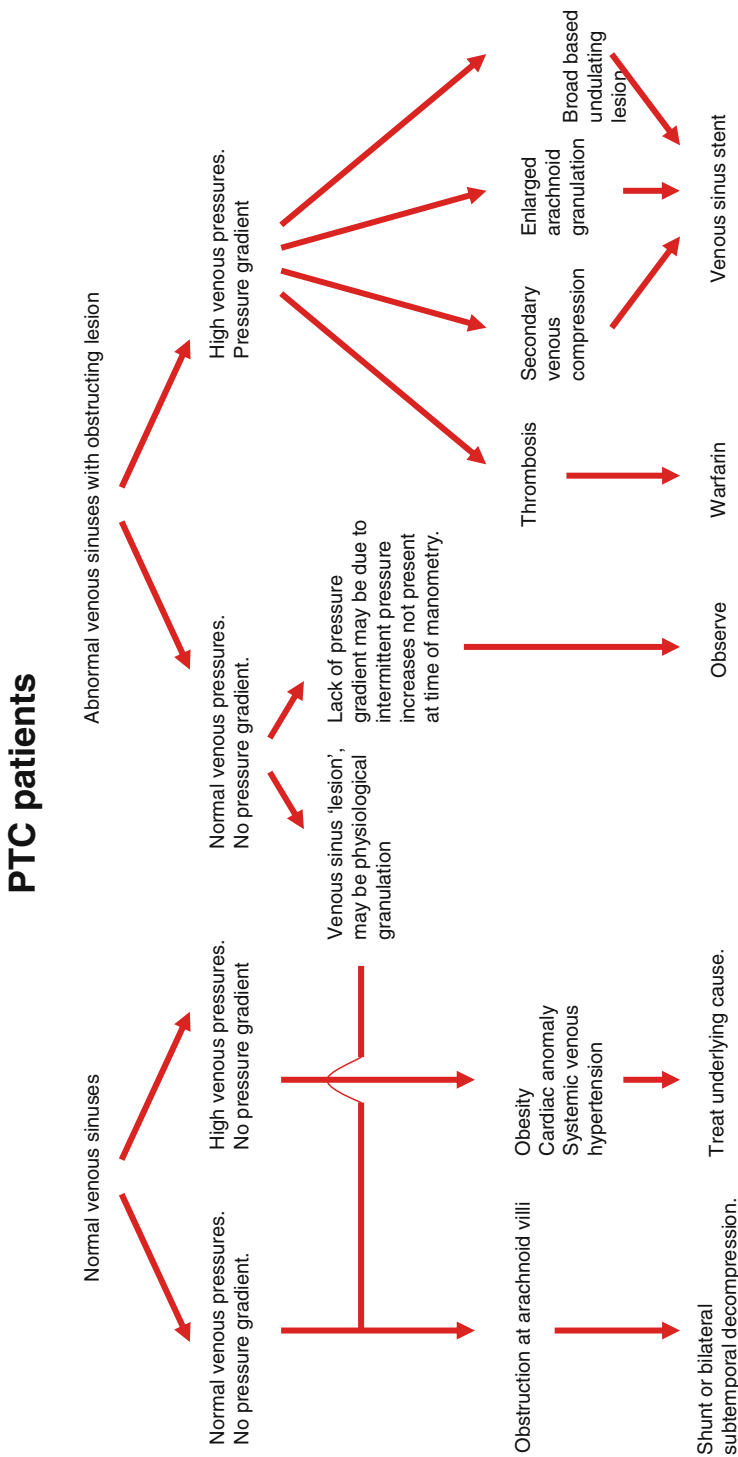 PTC patients
Normal venous sinuses
Abnormal venous sinuses with obstructing lesion
Normal venous pressures.
No pressure gradient.
High venous pressures.
No pressure gradient
Normal venous pressures.
No pressure gradient.
High venous pressures.
Pressure gradient
Venous sinus ‘lesion’,
may be physiological
granulation
Lack of pressure
gradient may be due to
intermittent pressure
increases not present
at time of manometry.
Obstruction at arachnoid villi
Obesity
Cardiac anomaly
Systemic venous
hypertension
Thrombosis
Secondary
venous
compression
Enlarged
arachnoid
granulation
Broad based
undulating
lesion
Shunt or bilateral
subtemporal decompression.
Treat underlying cause.
Observe
Warfarin
Venous sinus stent